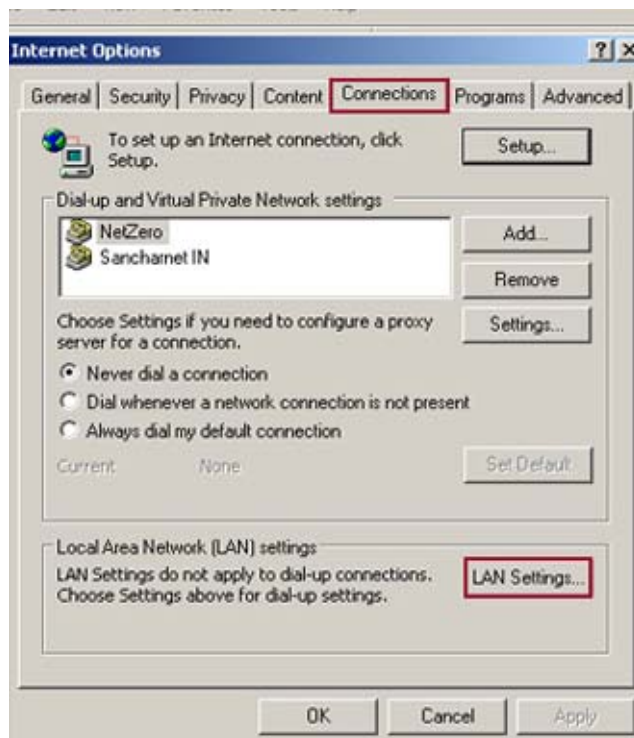 Internet Options
General Security Privacy Content Connections Programs Advanced
To set up an Internet connection, click
Setup.
Setup...
Dial-up and Virtual Private Network settings
NetZero
Sancharnet IN
Add...
Remove
Choose Settings if you need to configure a proxy
server for a connection.
Settings...
Never dial a connection
Dial whenever a network connection is not present
Always dial my default connection
Current None
Set Default
Local Area Network (LAN) settings
LAN Settings do not apply to dial-up connections.
Choose Settings above for dial-up settings.
LAN Settings...
OK Cancel Apply